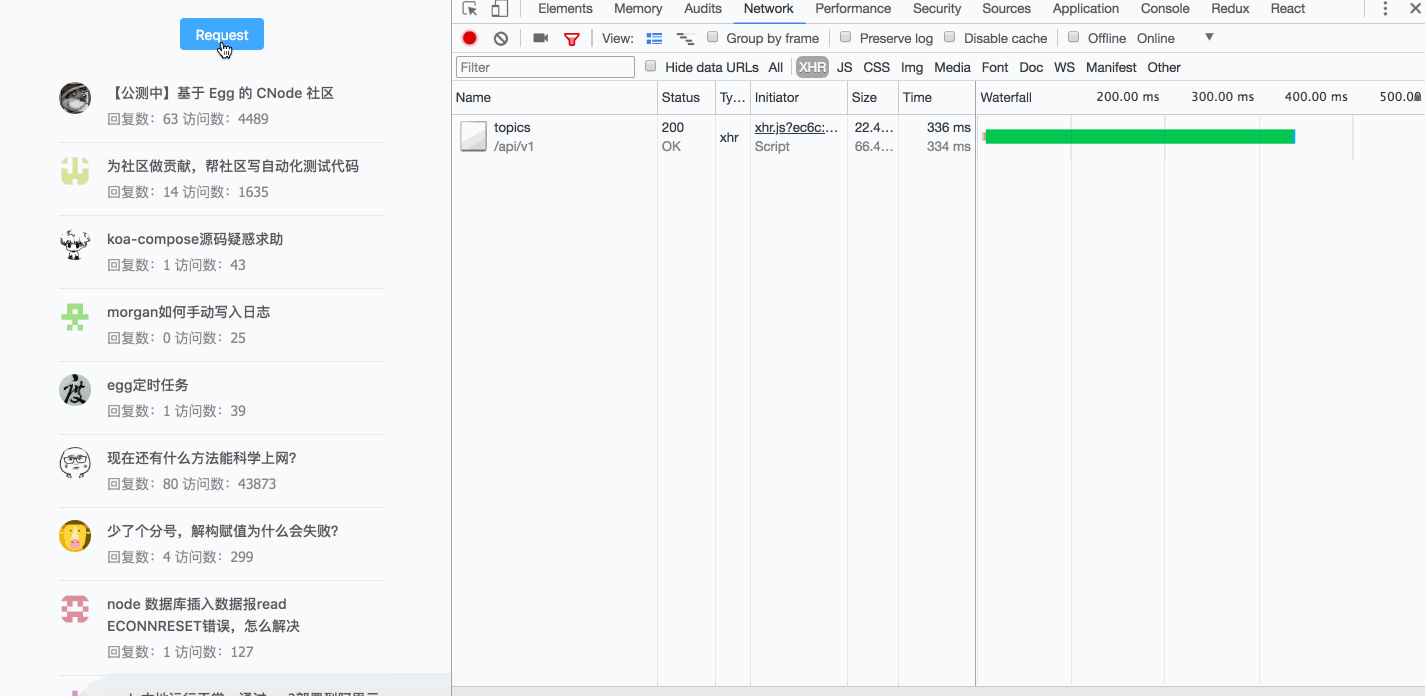 Request
【公测中】基于 Egg 的 CNode 社区
回复数：63 访问数：4489
为社区做贡献，帮社区写自动化测试代码
回复数：14 访问数：1635
koa-compose源码疑惑求助
回复数：1 访问数：43
morgan如何手动写入日志
回复数：0 访问数：25
egg定时任务
回复数：1 访问数：39
现在还有什么方法能科学上网？
回复数：80 访问数：43873
少了个分号，解构赋值为什么会失败？
回复数：4 访问数：299
node 数据库插入数据报read
ECONNRESET错误，怎么解决
回复数：1 访问数：127
Elements Memory Audits Network Performance Security Sources Application Console Redux React
View: Group by frame Preserve log Disable cache Offline Online
Filter Hide data URLs All XHR JS CSS Img Media Font Doc WS Manifest Other
Name Status Ty... Initiator Size Time Waterfall 200.00 ms 300.00 ms 400.00 ms 500.0
topics 200 xhr xhr.js?ec6c:... 22.4... 336 ms
/api/v1 OK Script 66.4... 334 ms